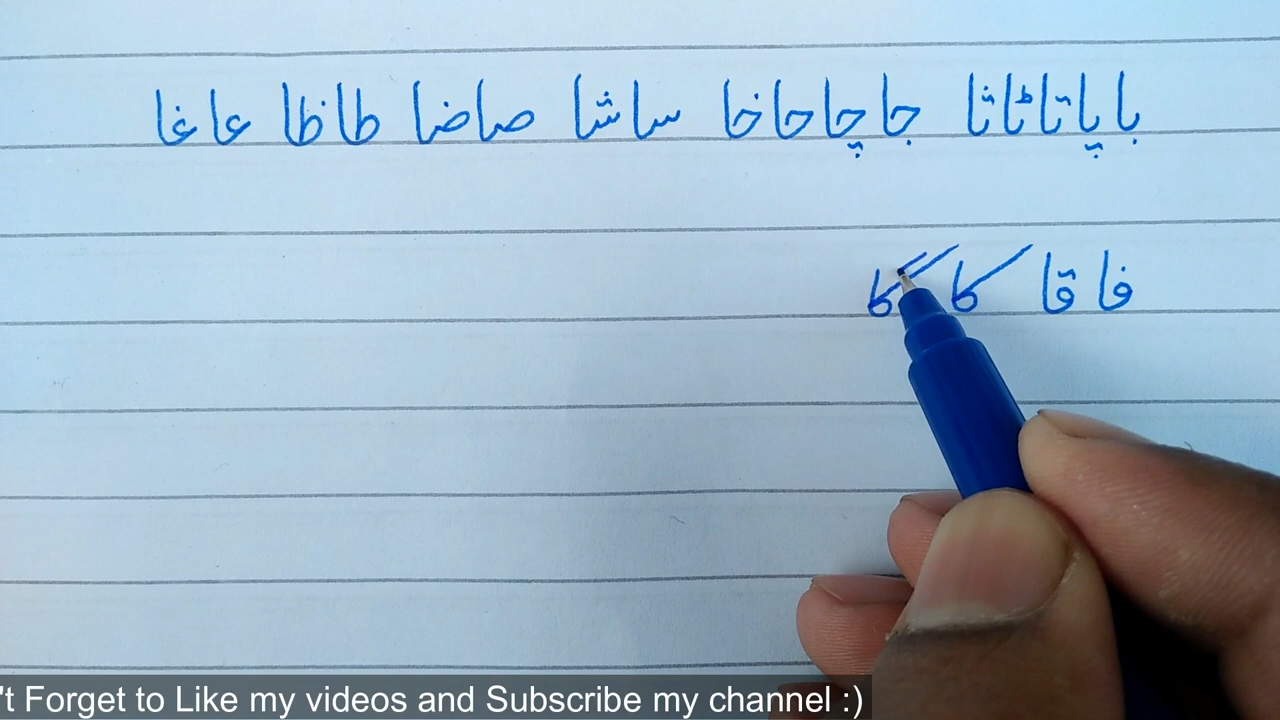 با پا تا ٹا ثا جا چا حا خا سا شا صا ضا طا ظا عا غا
فا قا کا گا
't Forget to Like my videos and Subscribe my channel :)